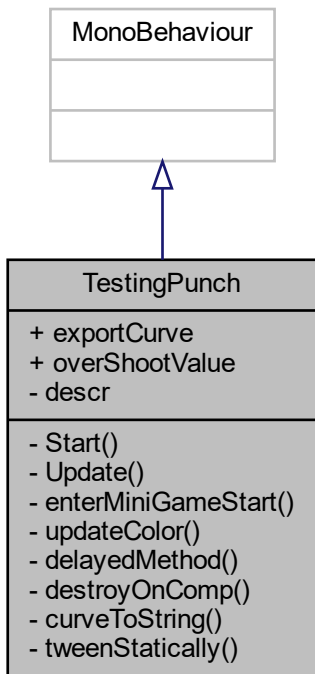 MonoBehaviour
TestingPunch
+ exportCurve
+ overShootValue
- descr
- Start()
- Update()
- enterMiniGameStart()
- updateColor()
- delayedMethod()
- destroyOnComp()
- curveToString()
- tweenStatically()